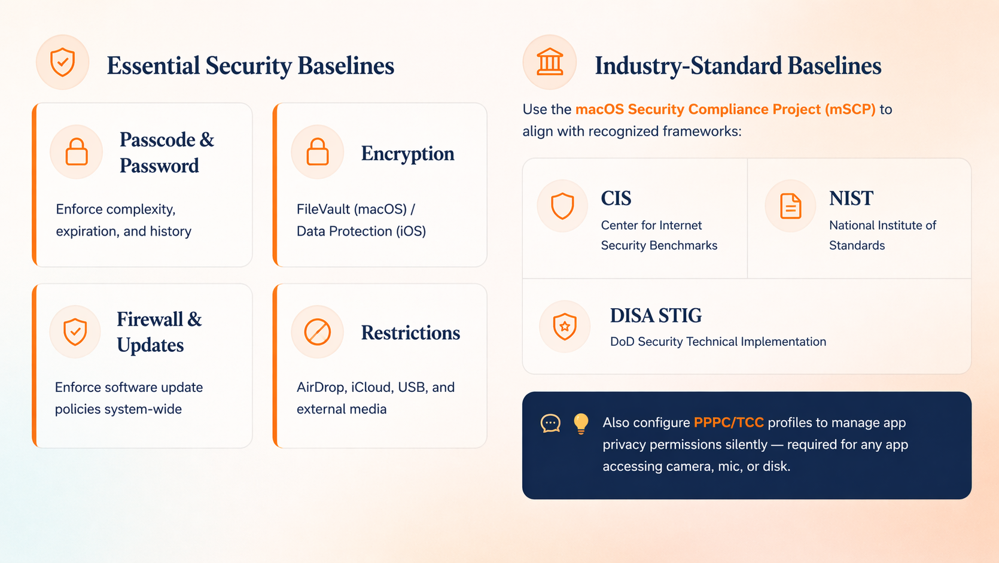 Essential Security Baselines
Passcode &
Password
Enforce complexity,
expiration, and history
Encryption
FileVault (macOS) /
Data Protection (iOS)
Firewall &
Updates
Enforce software update
policies system-wide
Restrictions
AirDrop, iCloud, USB, and
external media
Industry-Standard Baselines
Use the macOS Security Compliance Project (mSCP) to
align with recognized frameworks:
CIS
Center for Internet
Security Benchmarks
NIST
National Institute of
Standards
DISA STIG
DoD Security Technical Implementation
Also configure PPPC/TCC profiles to manage app
privacy permissions silently — required for any app
accessing camera, mic, or disk.